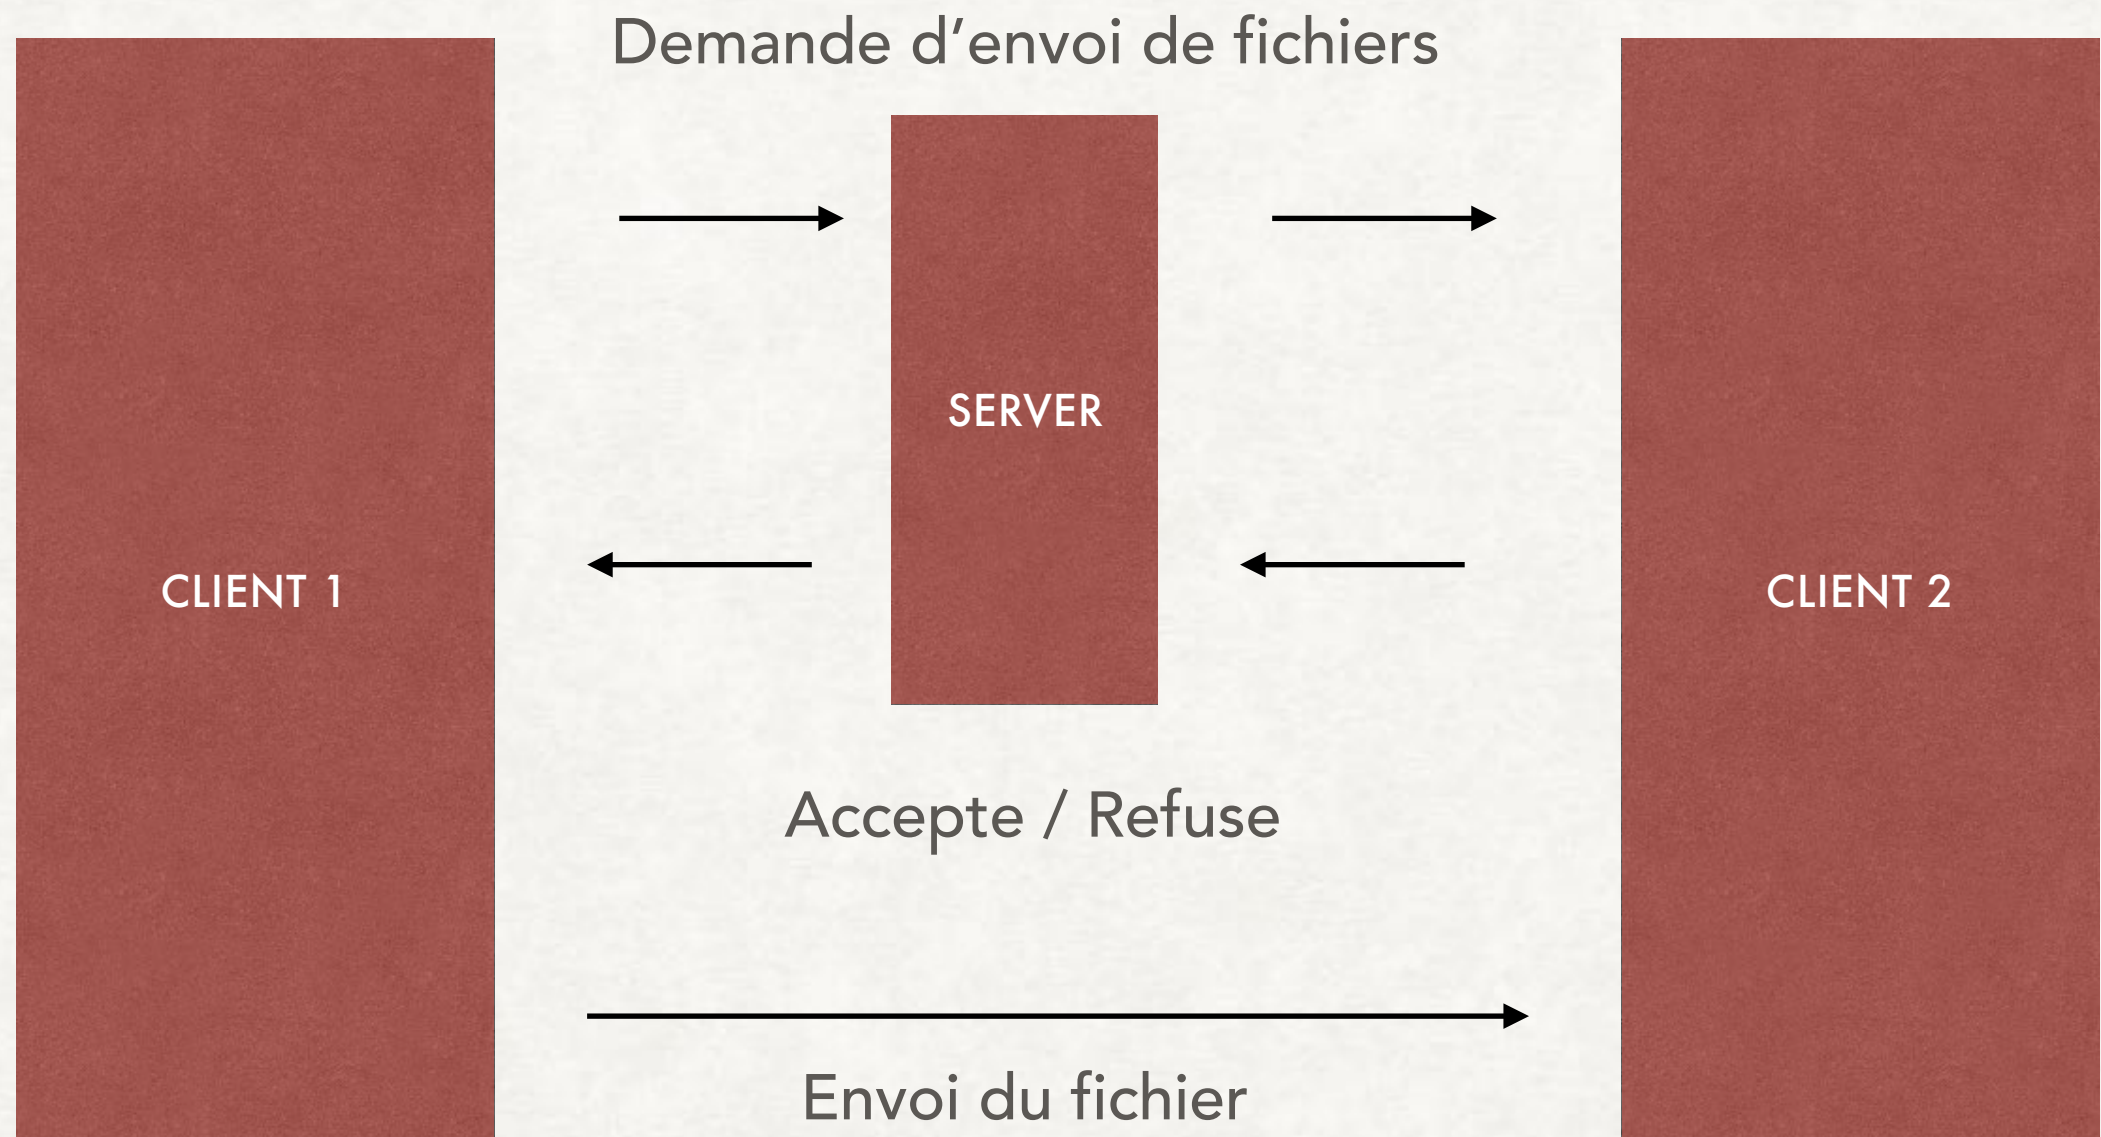 Demande d’envoi de fichiers
SERVER
CLIENT 1
CLIENT 2
Accepte / Refuse
Envoi du fichier